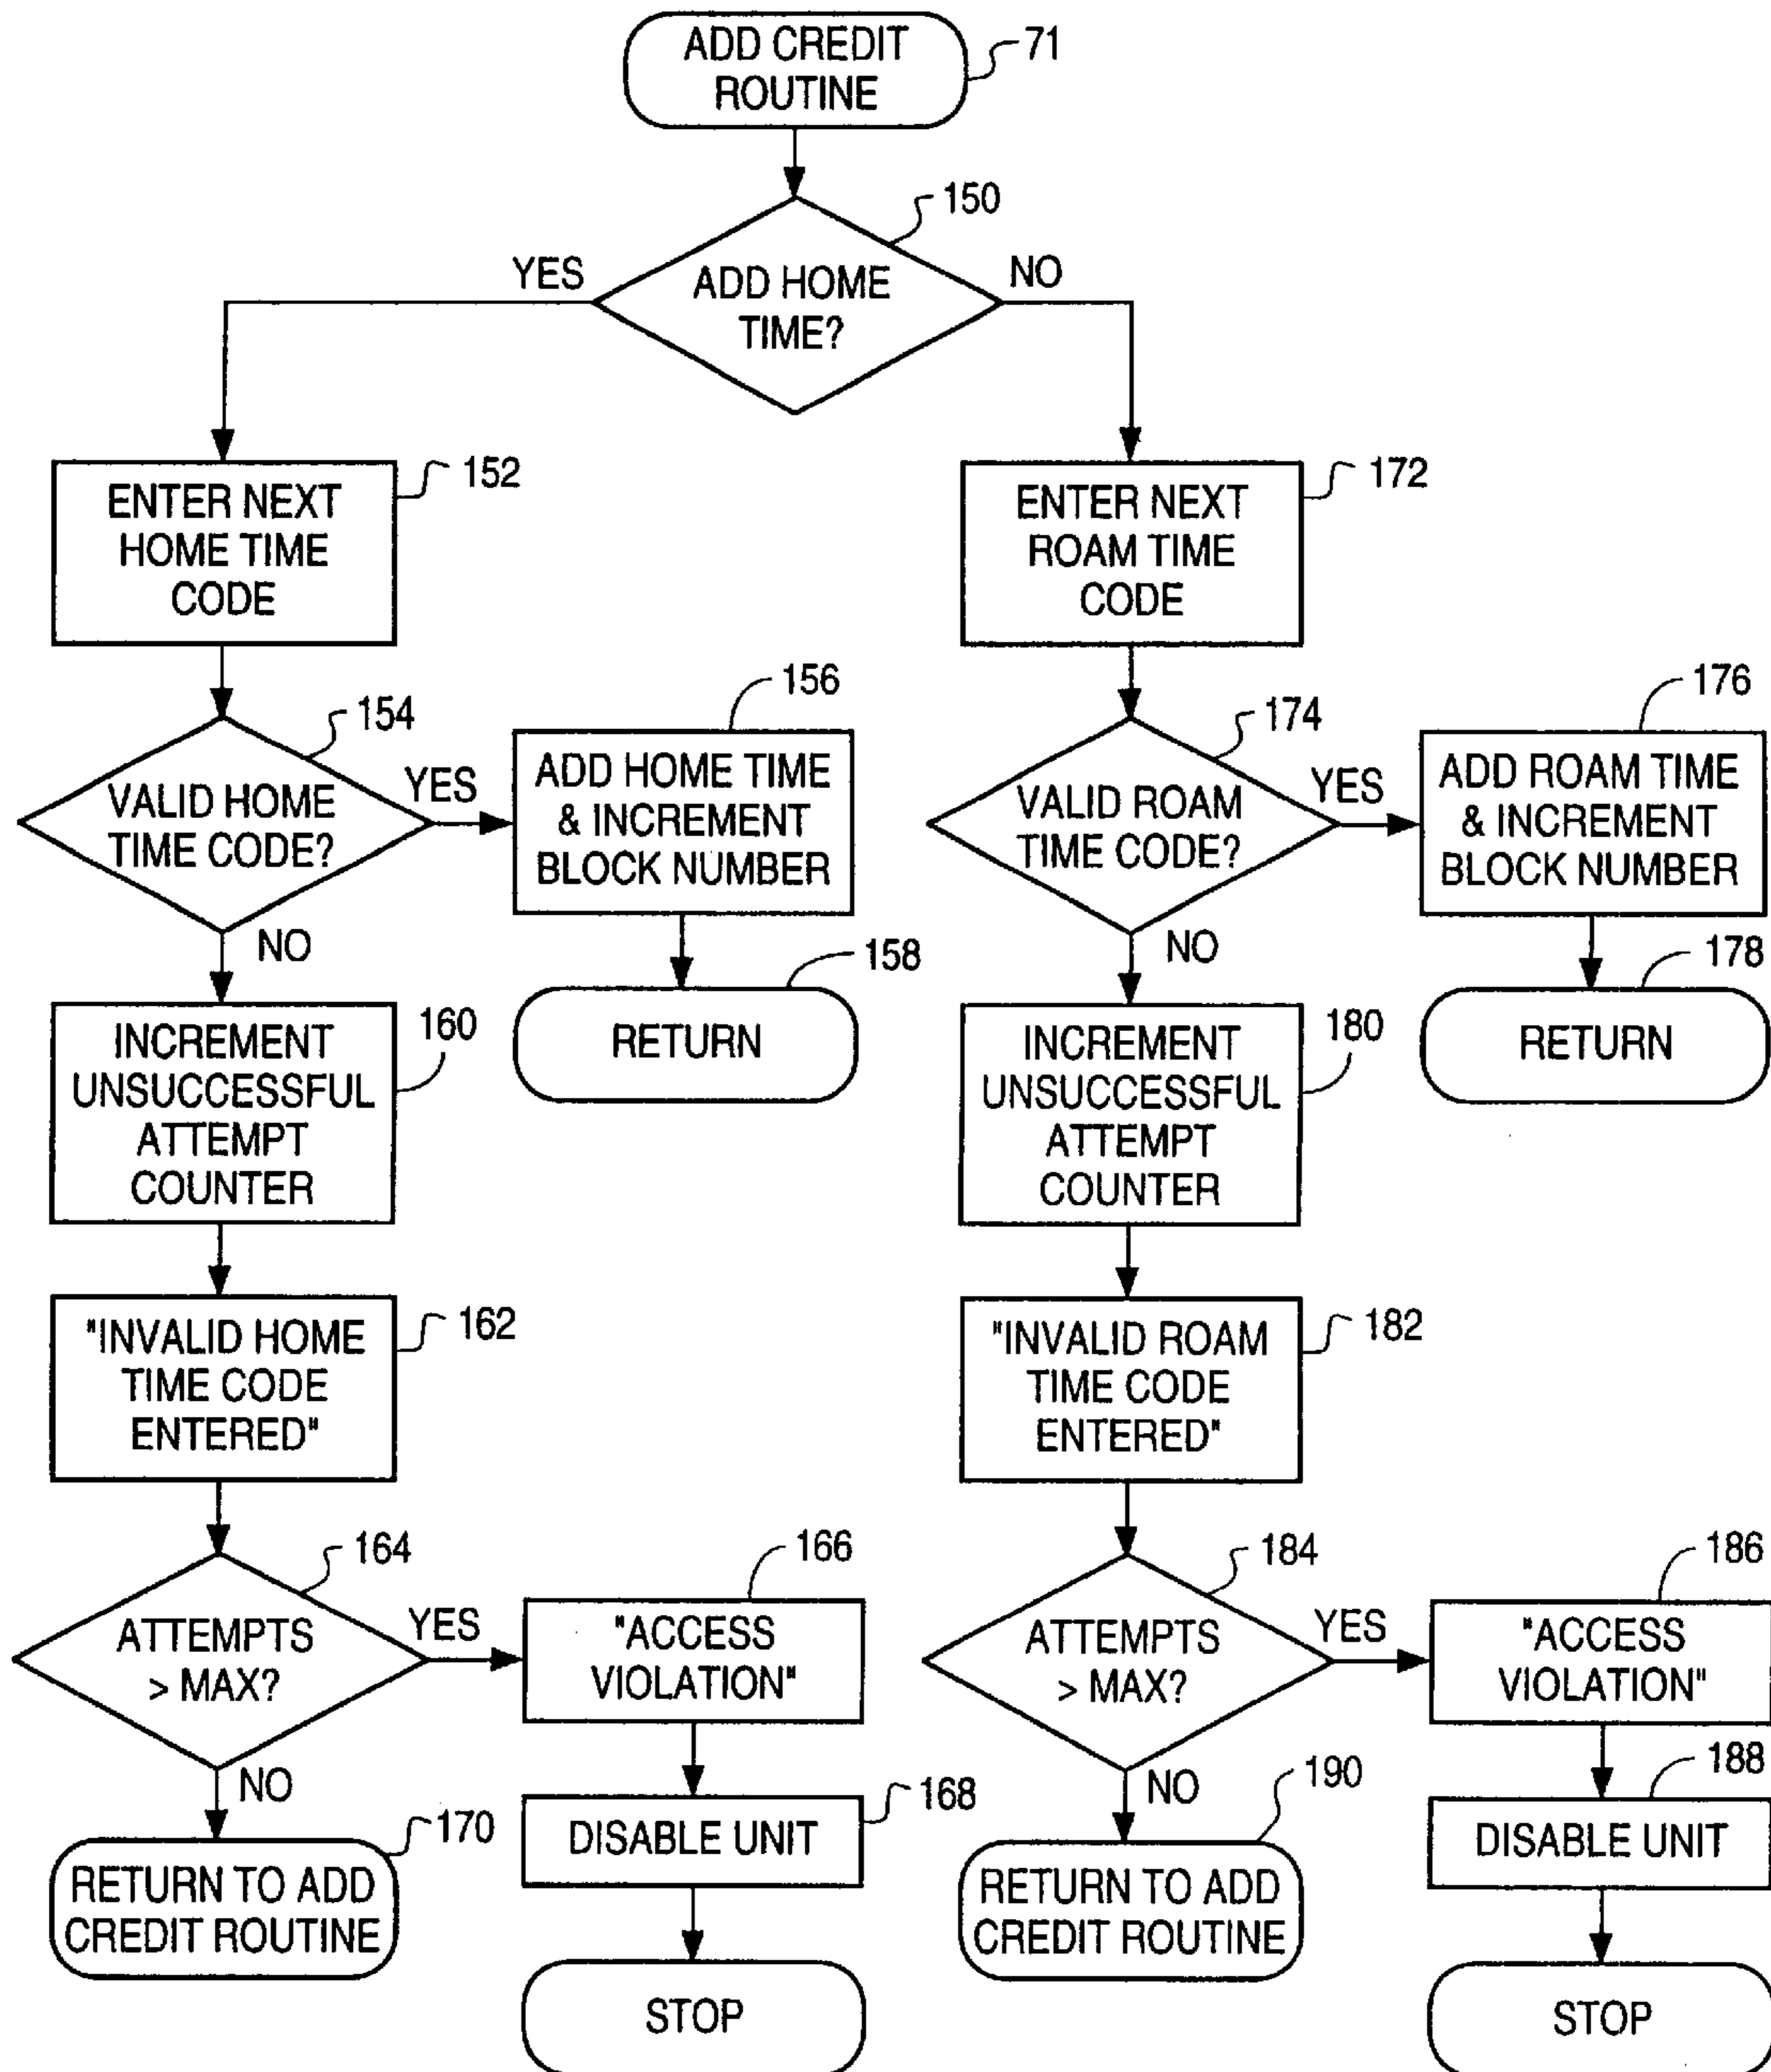 ADD CREDIT
ROUTINE
71
150
YES
ADD HOME
TIME?
NO
ENTER NEXT
HOME TIME
CODE
152
ENTER NEXT
ROAM TIME
CODE
172
154
VALID HOME
TIME CODE?
YES
NO
156
ADD HOME TIME
& INCREMENT
BLOCK NUMBER
158
RETURN
174
VALID ROAM
TIME CODE?
YES
NO
176
ADD ROAM TIME
& INCREMENT
BLOCK NUMBER
178
RETURN
INCREMENT
UNSUCCESSFUL
ATTEMPT
COUNTER
160
INCREMENT
UNSUCCESSFUL
ATTEMPT
COUNTER
180
"INVALID HOME
TIME CODE
ENTERED"
162
"INVALID ROAM
TIME CODE
ENTERED"
182
164
ATTEMPTS
> MAX?
YES
NO
166
"ACCESS
VIOLATION"
168
DISABLE UNIT
STOP
170
RETURN TO ADD
CREDIT ROUTINE
184
ATTEMPTS
> MAX?
YES
NO
186
"ACCESS
VIOLATION"
188
DISABLE UNIT
STOP
190
RETURN TO ADD
CREDIT ROUTINE